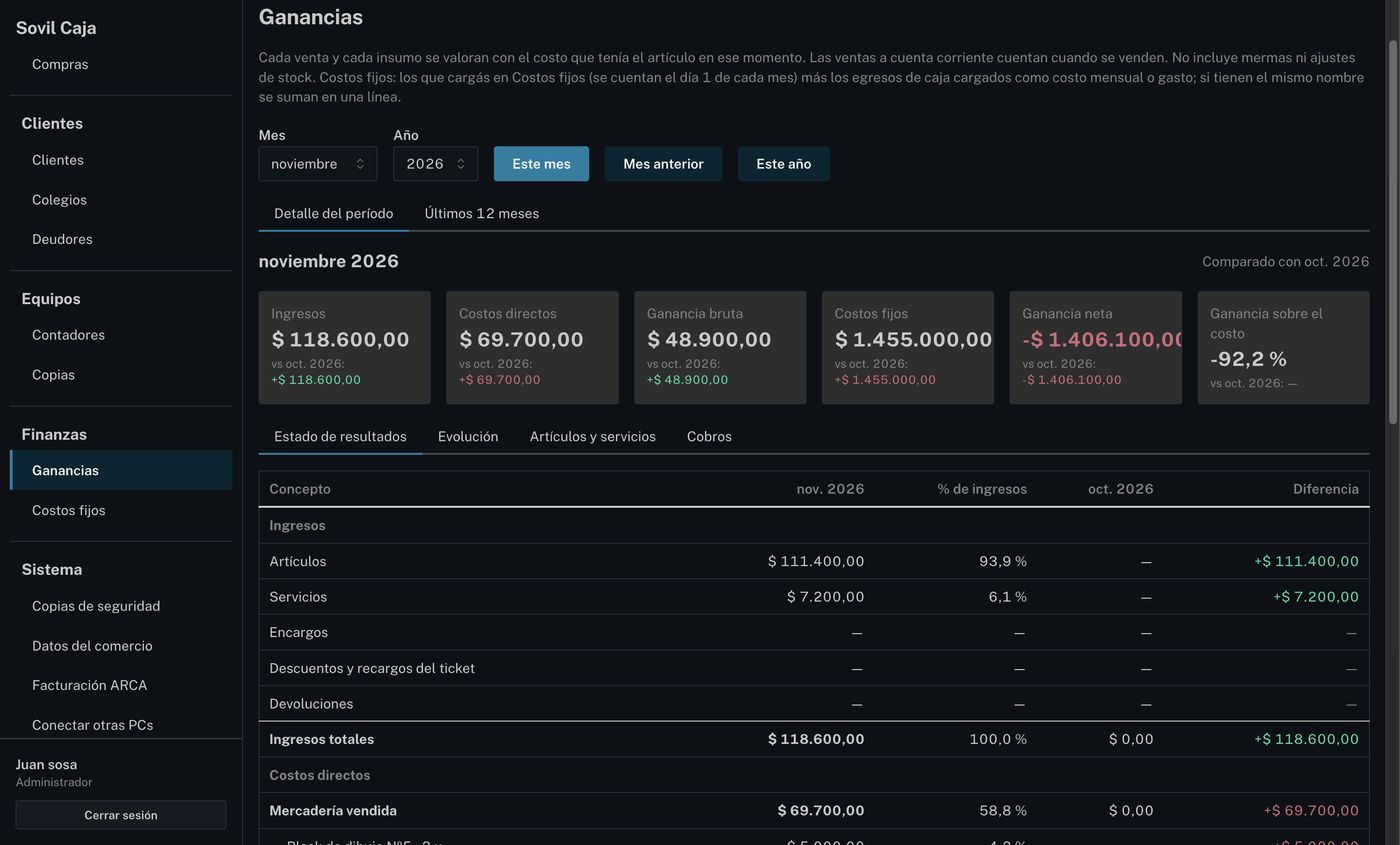 Sovil Caja
Compras
Clientes
Clientes
Colegios
Deudores
Equipos
Contadores
Copias
Finanzas
Ganancias
Costos fijos
Sistema
Copias de seguridad
Datos del comercio
Facturación ARCA
Conectar otras PCs
Juan sosa
Administrador
Cerrar sesión
Ganancias
Cada venta y cada insumo se valoran con el costo que tenía el artículo en ese momento. Las ventas a cuenta corriente cuentan cuando se venden. No incluye mermas ni ajustes
de stock. Costos fijos: los que cargás en Costos fijos (se cuentan el día 1 de cada mes) más los egresos de caja cargados como costo mensual o gasto; si tienen el mismo nombre
se suman en una línea.
Mes Año
noviembre 2026 Este mes Mes anterior Este año
Detalle del período Últimos 12 meses
noviembre 2026 Comparado con oct. 2026
Ingresos
$ 118.600,00
vs oct. 2026:
+$ 118.600,00
Costos directos
$ 69.700,00
vs oct. 2026:
+$ 69.700,00
Ganancia bruta
$ 48.900,00
vs oct. 2026:
+$ 48.900,00
Costos fijos
$ 1.455.000,00
vs oct. 2026:
+$ 1.455.000,00
Ganancia neta
-$ 1.406.100,00
vs oct. 2026:
-$ 1.406.100,00
Ganancia sobre el
costo
-92,2 %
vs oct. 2026: —
Estado de resultados Evolución Artículos y servicios Cobros
Concepto nov. 2026 % de ingresos oct. 2026 Diferencia
Ingresos
Artículos $ 111.400,00 93,9 % — +$ 111.400,00
Servicios $ 7.200,00 6,1 % — +$ 7.200,00
Encargos — — — —
Descuentos y recargos del ticket — — — —
Devoluciones — — — —
Ingresos totales $ 118.600,00 100,0 % $ 0,00 +$ 118.600,00
Costos directos
Mercadería vendida $ 69.700,00 58,8 % $ 0,00 +$ 69.700,00